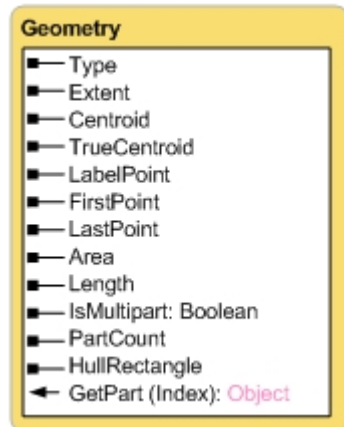 Geometry
Type
Extent
Centroid
TrueCentroid
LabelPoint
FirstPoint
LastPoint
Area
Length
IsMultipart: Boolean
PartCount
HullRectangle
GetPart (Index): Object